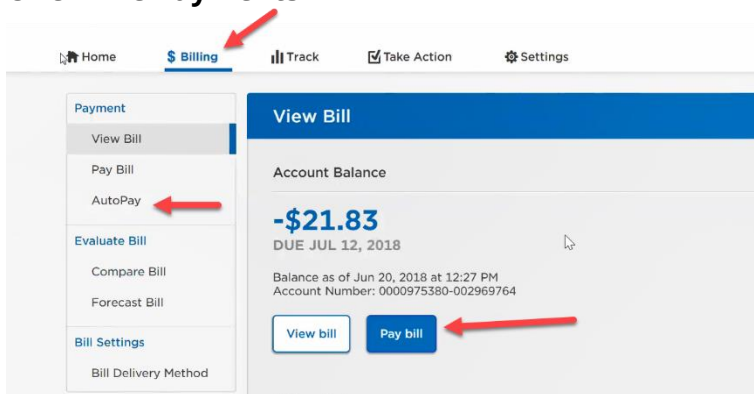 Home $ Billing Track Take Action Settings
Payment
View Bill
Pay Bill
AutoPay
Evaluate Bill
Compare Bill
Forecast Bill
Bill Settings
Bill Delivery Method
View Bill
Account Balance
-$21.83
DUE JUL 12, 2018
Balance as of Jun 20, 2018 at 12:27 PM
Account Number: 0000975380-002969764
View bill Pay bill